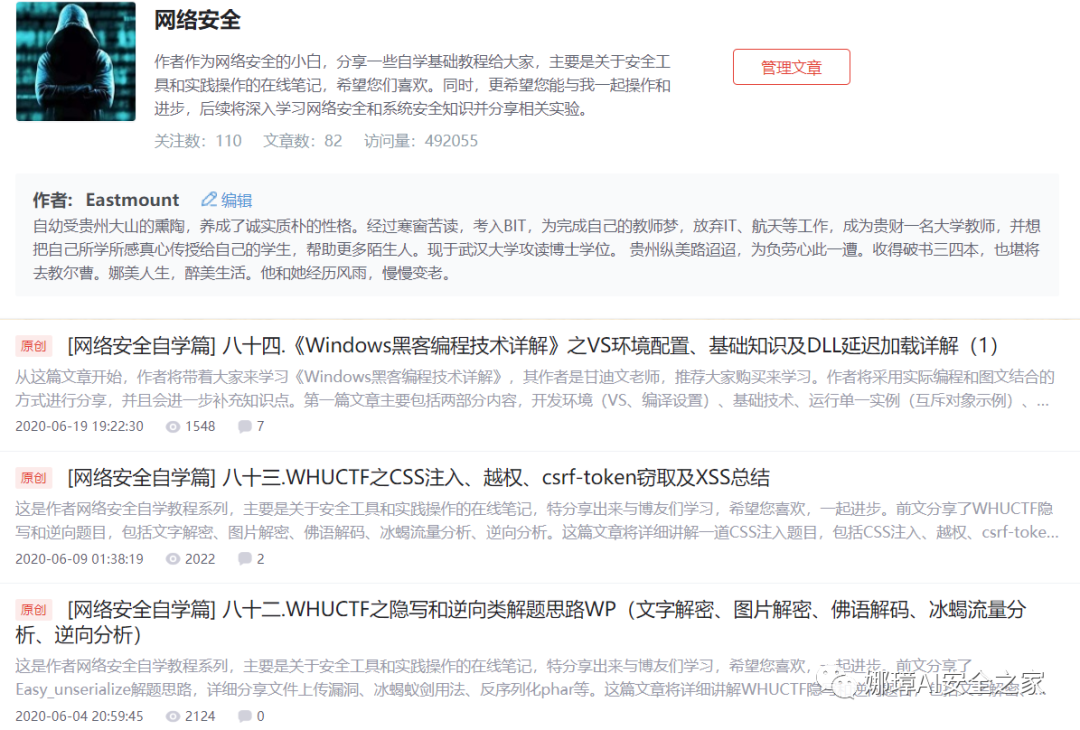 网络安全
作者作为网络安全的小白，分享一些自学基础教程给大家，主要是关于安全工
具和实践操作的在线笔记，希望您们喜欢。同时，更希望您能与我一起操作和
进步，后续将深入学习网络安全和系统安全知识并分享相关实验。
管理文章
关注数：110 文章数：82 访问量：492055
作者： Eastmount 编辑
自幼受贵州大山的熏陶，养成了诚实质朴的性格。经过寒窗苦读，考入BIT，为完成自己的教师梦，放弃IT、航天等工作，成为贵财一名大学教师，并想
把自己所学所感真心传授给自己的学生，帮助更多陌生人。现于武汉大学攻读博士学位。 贵州纵美路迢迢，为负劳心此一遭。收得破书三四本，也堪将
去教尔曹。娜美人生，醉美生活。他和她经历风雨，慢慢变老。
原创 [网络安全自学篇] 八十四.《Windows黑客编程技术详解》之VS环境配置、基础知识及DLL延迟加载详解（1）
从这篇文章开始，作者将带着大家来学习《Windows黑客编程技术详解》，其作者是甘迪文老师，推荐大家购买来学习。作者将采用实际编程和图文结合的
方式进行分享，并且会进一步补充知识点。第一篇文章主要包括两部分内容，开发环境（VS、编译设置）、基础技术、运行单一实例（互斥对象示例）、...
2020-06-19 19:22:30 1548 7
原创 [网络安全自学篇] 八十三.WHUCTF之CSS注入、越权、csrf-token窃取及XSS总结
这是作者网络安全自学教程系列，主要是关于安全工具和实践操作的在线笔记，特分享出来与博友们学习，希望您喜欢，一起进步。前文分享了WHUCTF隐
写和逆向题目，包括文字解密、图片解密、佛语解码、冰蝎流量分析、逆向分析。这篇文章将详细讲解一道CSS注入题目，包括CSS注入、越权、csrf-toke...
2020-06-09 01:38:19 2022 2
原创 [网络安全自学篇] 八十二.WHUCTF之隐写和逆向类解题思路WP（文字解密、图片解密、佛语解码、冰蝎流量分
析、逆向分析）
这是作者网络安全自学教程系列，主要是关于安全工具和实践操作的在线笔记，特分享出来与博友们学习，希望您喜欢，一起进步。前文分享了
Easy_unserialize解题思路，详细分享文件上传漏洞、冰蝎蚁剑用法、反序列化phar等。这篇文章将详细讲解WHUCTF隐
娜璋AI安全之家
2020-06-04 20:59:45 2124 0